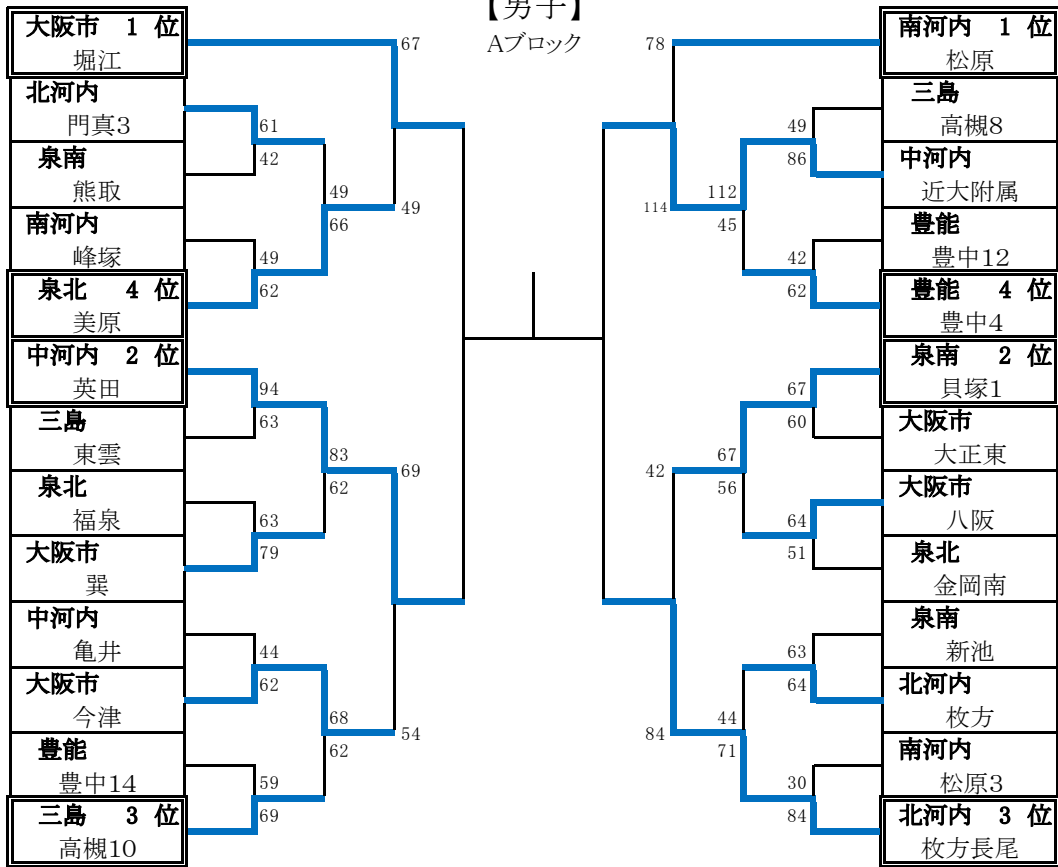 【男子】
Aブロック
大阪市 1 位
堀江
北河内
門真3
泉南
熊取
南河内
峰塚
泉北 4 位
美原
中河内 2 位
英田
三島
東雲
泉北
福泉
大阪市
巽
中河内
亀井
大阪市
今津
豊能
豊中14
三島 3 位
高槻10
61
42
49
62
94
63
63
79
44
62
59
69
49
66
83
62
68
62
67
49
69
54
78
114
42
84
112
45
67
56
44
71
49
86
42
62
67
60
64
51
63
64
30
84
南河内 1 位
松原
三島
高槻8
中河内
近大附属
豊能
豊中12
豊能 4 位
豊中4
泉南 2 位
貝塚1
大阪市
大正東
大阪市
八阪
泉北
金岡南
泉南
新池
北河内
枚方
南河内
松原3
北河内 3 位
枚方長尾